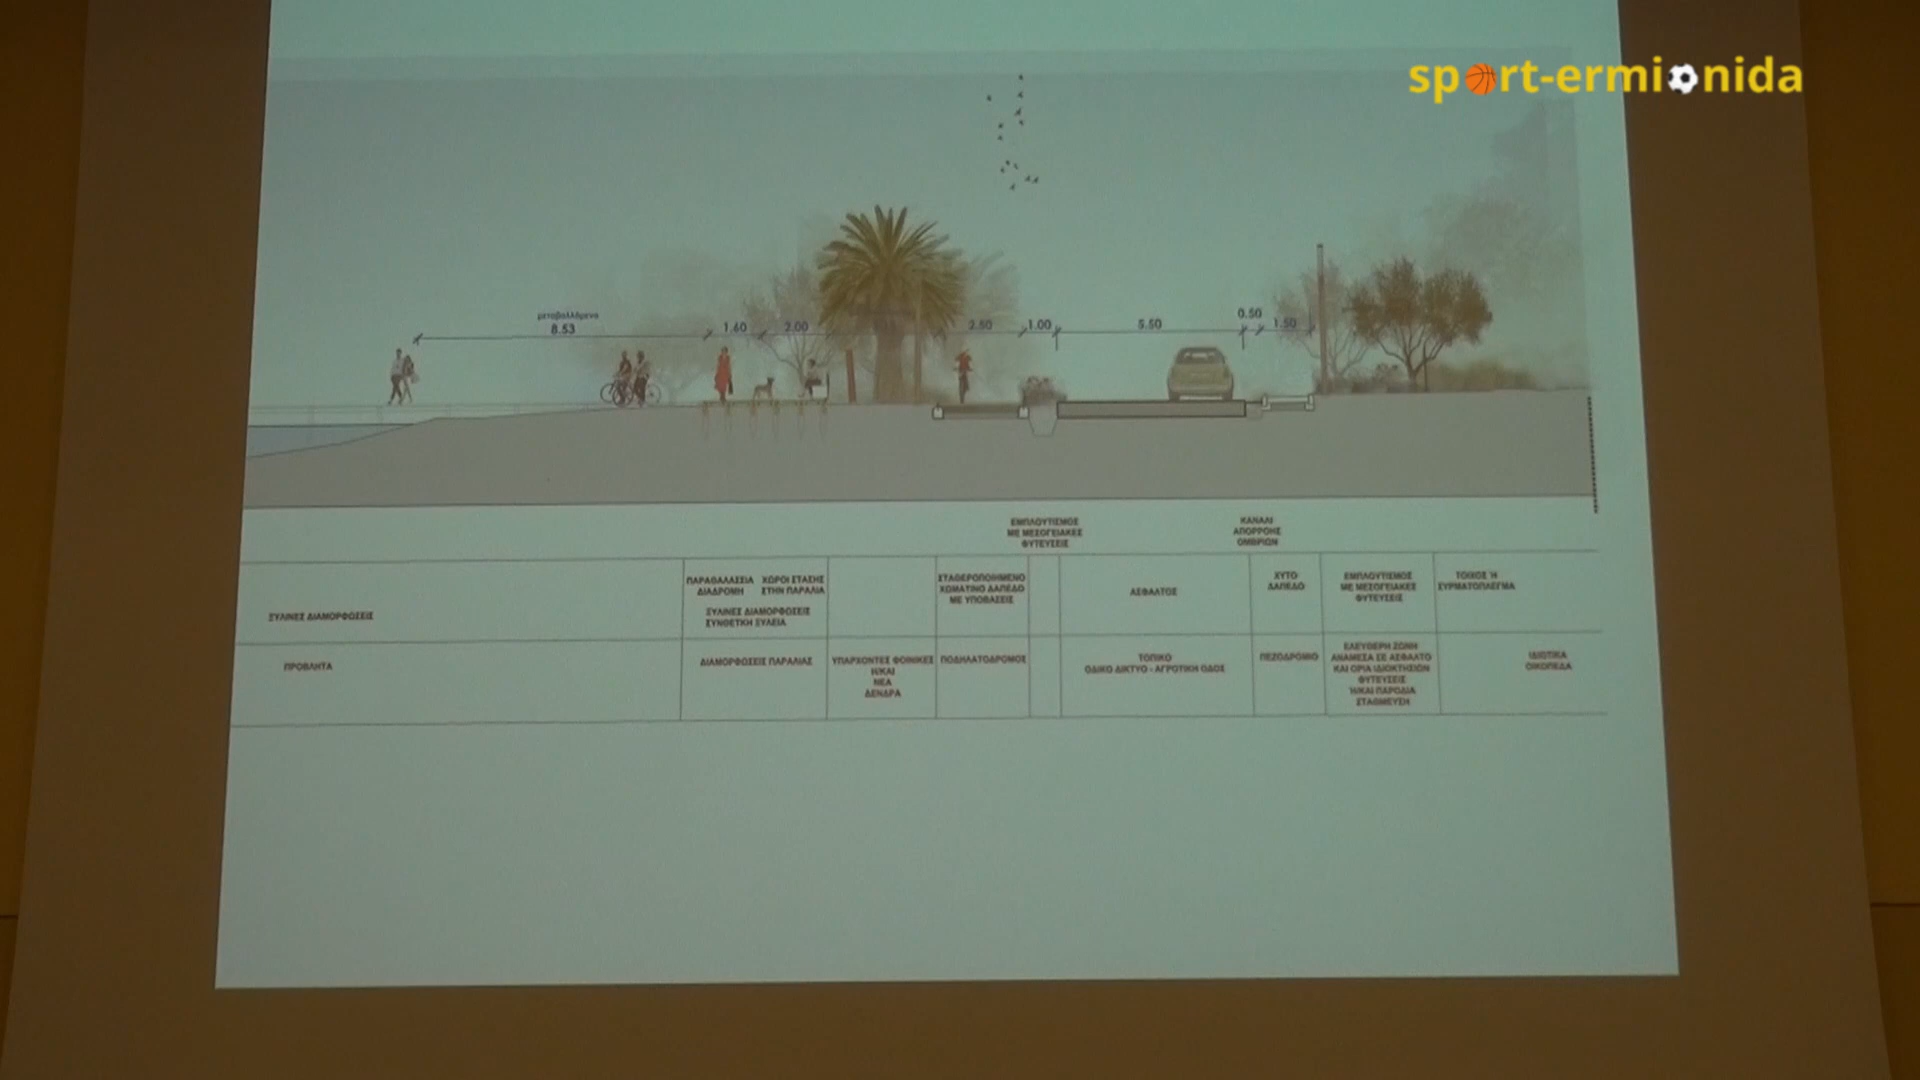 sport-ermionida
μεταβαλλόμενο
8.53
1.60
2.00
2.50
1.00
5.50
0.50
1.50
ΕΜΠΛΟΥΤΙΣΜΟΣ
ΜΕ ΜΕΣΟΓΕΙΑΚΕΣ
ΦΥΤΕΥΣΕΙΣ
ΚΑΝΑΛΙ
ΑΠΟΡΡΟΗΣ
ΟΜΒΡΙΩΝ
ΞΥΛΙΝΕΣ ΔΙΑΜΟΡΦΩΣΕΙΣ
ΠΑΡΑΘΑΛΑΣΣΙΑ
ΔΙΑΔΡΟΜΗ
ΧΩΡΟΙ ΣΤΑΣΗΣ
ΣΤΗΝ ΠΑΡΑΛΙΑ
ΞΥΛΙΝΕΣ ΔΙΑΜΟΡΦΩΣΕΙΣ
ΣΥΝΘΕΤΙΚΗ ΞΥΛΕΙΑ
ΣΤΑΘΕΡΟΠΟΙΗΜΕΝΟ
ΧΩΜΑΤΙΝΟ ΔΑΠΕΔΟ
ΜΕ ΥΠΟΒΑΣΕΙΣ
ΑΣΦΑΛΤΟΣ
ΧΥΤΟ
ΔΑΠΕΔΟ
ΕΜΠΛΟΥΤΙΣΜΟΣ
ΜΕ ΜΕΣΟΓΕΙΑΚΕΣ
ΦΥΤΕΥΣΕΙΣ
ΤΟΙΧΟΣ Ή
ΣΥΡΜΑΤΟΠΛΕΓΜΑ
ΠΡΟΒΛΗΤΑ
ΔΙΑΜΟΡΦΩΣΕΙΣ ΠΑΡΑΛΙΑΣ
ΥΠΑΡΧΟΝΤΕΣ ΦΟΙΝΙΚΕΣ
Ή/ΚΑΙ
ΝΕΑ
ΔΕΝΔΡΑ
ΠΟΔΗΛΑΤΟΔΡΟΜΟΣ
ΤΟΠΙΚΟ
ΟΔΙΚΟ ΔΙΚΤΥΟ - ΑΓΡΟΤΙΚΗ ΟΔΟΣ
ΠΕΖΟΔΡΟΜΙΟ
ΕΛΕΥΘΕΡΗ ΖΩΝΗ
ΑΝΑΜΕΣΑ ΣΕ ΑΣΦΑΛΤΟ
ΚΑΙ ΟΡΙΑ ΙΔΙΟΚΤΗΣΙΩΝ
ΦΥΤΕΥΣΕΙΣ
Ή/ΚΑΙ ΠΑΡΟΔΙΑ
ΣΤΑΘΜΕΥΣΗ
ΙΔΙΩΤΙΚΑ
ΟΙΚΟΠΕΔΑ